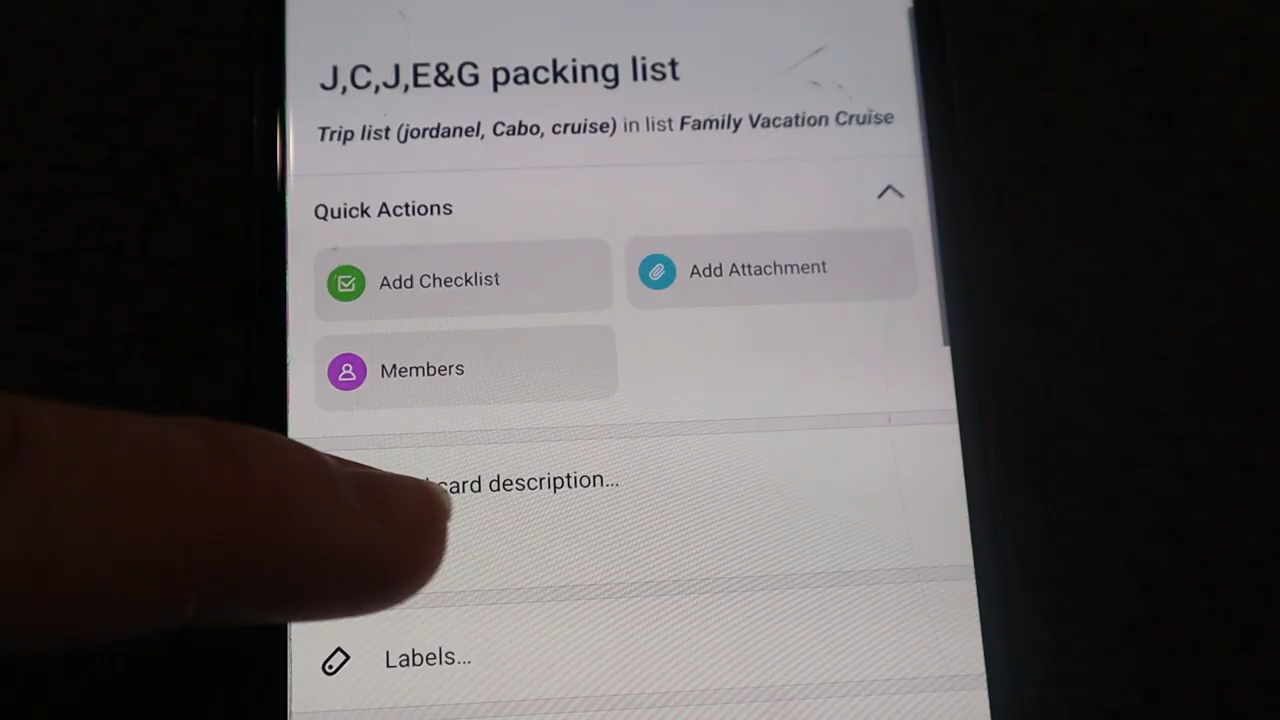 J,C,J,E&G packing list
Trip list (jordanel, Cabo, cruise) in list Family Vacation Cruise
Quick Actions
Add Checklist
Add Attachment
Members
card description...
Labels...